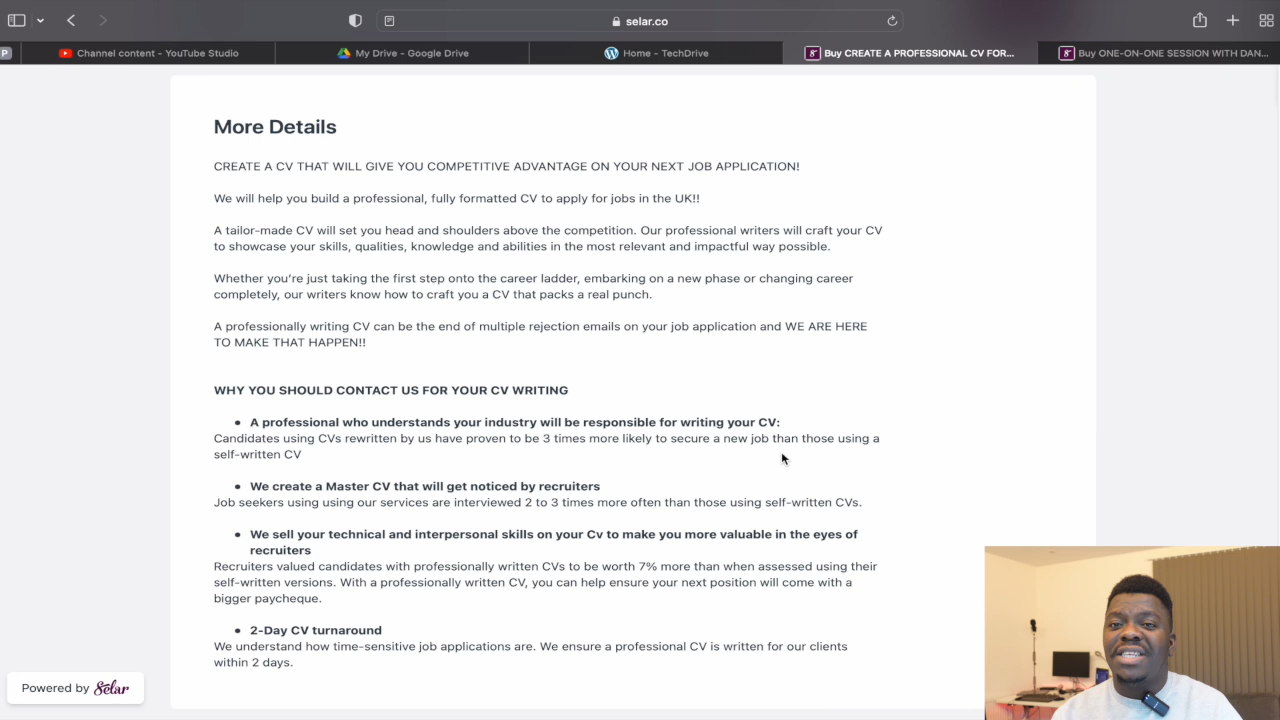 selar.co
P
Channel content - YouTube Studio
My Drive - Google Drive
Home - TechDrive
Buy CREATE A PROFESSIONAL CV FOR...
Buy ONE-ON-ONE SESSION WITH DAN...
More Details
CREATE A CV THAT WILL GIVE YOU COMPETITIVE ADVANTAGE ON YOUR NEXT JOB APPLICATION!
We will help you build a professional, fully formatted CV to apply for jobs in the UK!!
A tailor-made CV will set you head and shoulders above the competition. Our professional writers will craft your CV
to showcase your skills, qualities, knowledge and abilities in the most relevant and impactful way possible.
Whether you're just taking the first step onto the career ladder, embarking on a new phase or changing career
completely, our writers know how to craft you a CV that packs a real punch.
A professionally writing CV can be the end of multiple rejection emails on your job application and WE ARE HERE
TO MAKE THAT HAPPEN!!
WHY YOU SHOULD CONTACT US FOR YOUR CV WRITING
• A professional who understands your industry will be responsible for writing your CV:
Candidates using CVs rewritten by us have proven to be 3 times more likely to secure a new job than those using a
self-written CV
• We create a Master CV that will get noticed by recruiters
Job seekers using using our services are interviewed 2 to 3 times more often than those using self-written CVs.
• We sell your technical and interpersonal skills on your Cv to make you more valuable in the eyes of
recruiters
Recruiters valued candidates with professionally written CVs to be worth 7% more than when assessed using their
self-written versions. With a professionally written CV, you can help ensure your next position will come with a
bigger paycheque.
• 2-Day CV turnaround
We understand how time-sensitive job applications are. We ensure a professional CV is written for our clients
within 2 days.
Powered by Selar